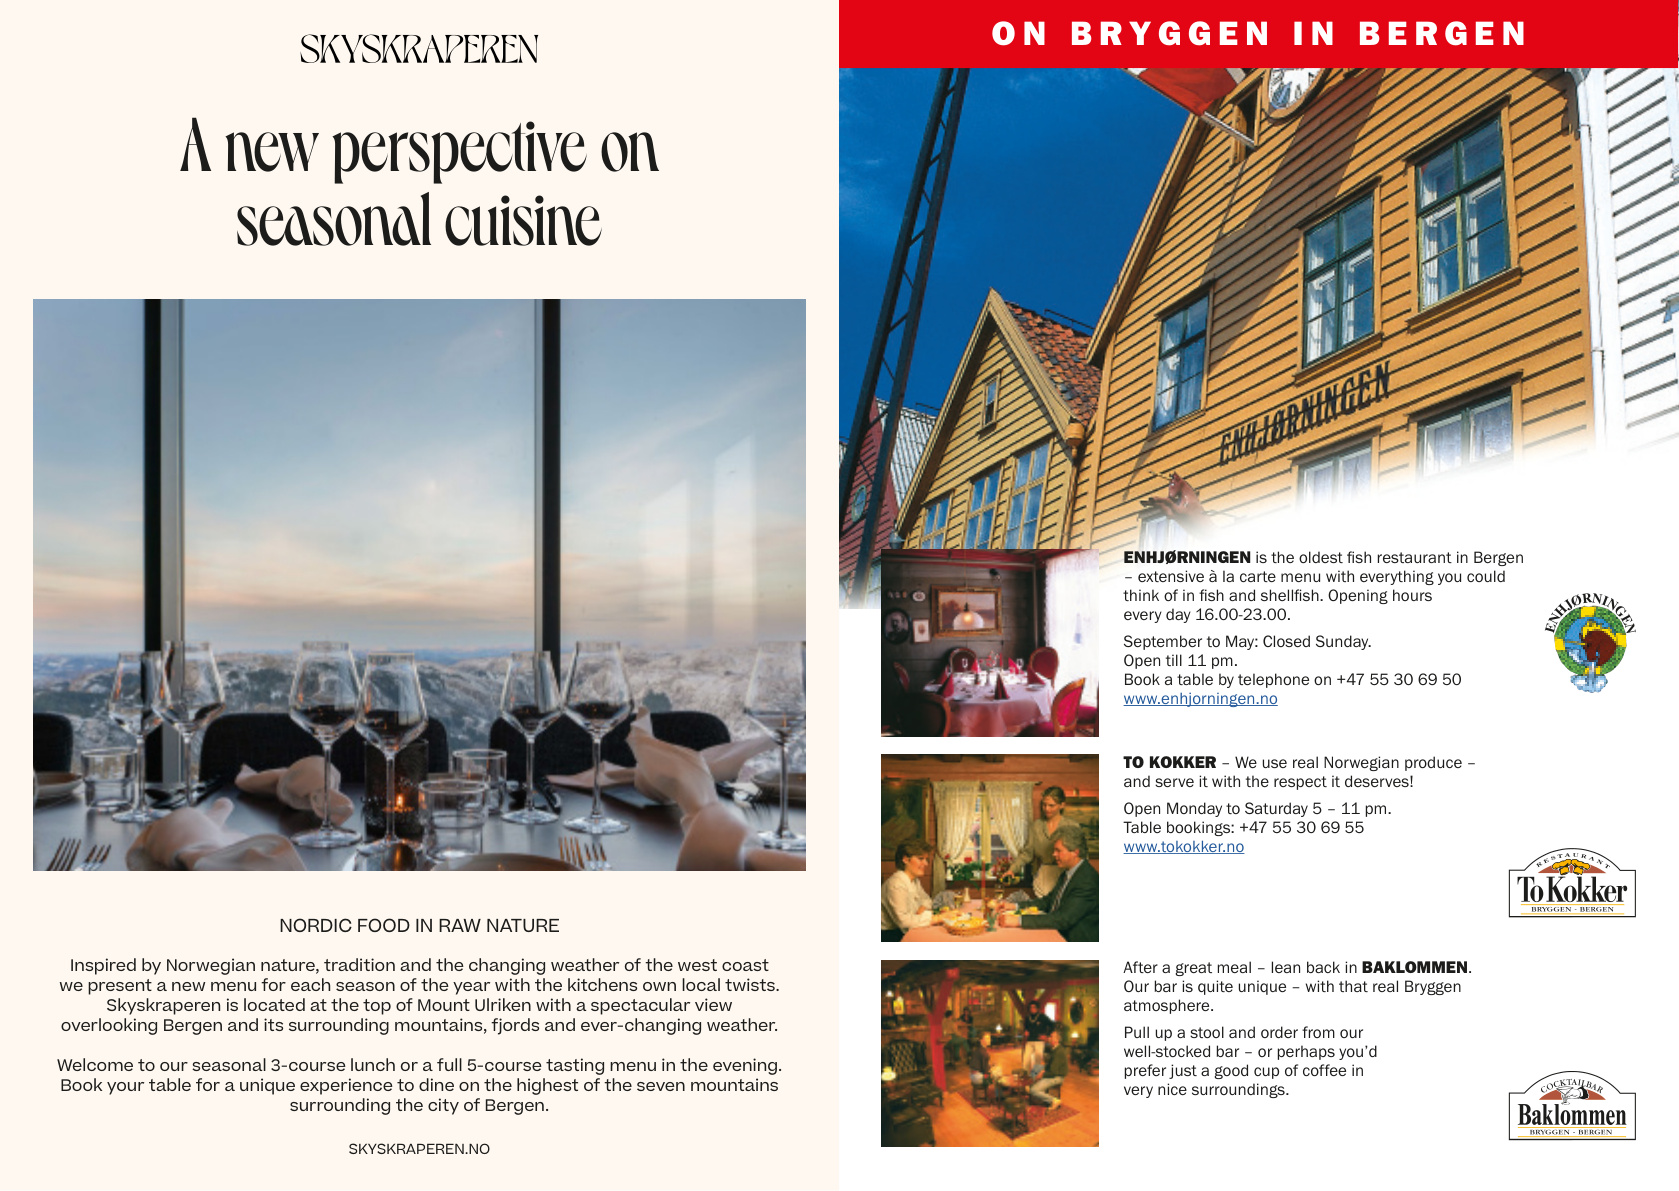 SKYSKRAPEREN
A new perspective on
seasonal cuisine
NORDIC FOOD IN RAW NATURE
Inspired by Norwegian nature, tradition and the changing weather of the west coast
we present a new menu for each season of the year with the kitchens own local twists.
Skyskraperen is located at the top of Mount Ulriken with a spectacular view
overlooking Bergen and its surrounding mountains, fjords and ever-changing weather.
Welcome to our seasonal 3-course lunch or a full 5-course tasting menu in the evening.
Book your table for a unique experience to dine on the highest of the seven mountains
surrounding the city of Bergen.
SKYSKRAPEREN.NO
ON BRYGGEN IN BERGEN
ENHJØRNINGEN
ENHJØRNINGEN is the oldest fish restaurant in Bergen
– extensive à la carte menu with everything you could
think of in fish and shellfish. Opening hours
every day 16.00-23.00.
September to May: Closed Sunday.
Open till 11 pm.
Book a table by telephone on +47 55 30 69 50
www.enhjorningen.no
ENHJØRNINGEN
TO KOKKER – We use real Norwegian produce –
and serve it with the respect it deserves!
Open Monday to Saturday 5 – 11 pm.
Table bookings: +47 55 30 69 55
www.tokokker.no
RESTAURANT
To Kokker
BRYGGEN - BERGEN
After a great meal – lean back in BAKLOMMEN.
Our bar is quite unique – with that real Bryggen
atmosphere.
Pull up a stool and order from our
well-stocked bar – or perhaps you’d
prefer just a good cup of coffee in
very nice surroundings.
COCKTAILBAR
Baklommen
BRYGGEN - BERGEN